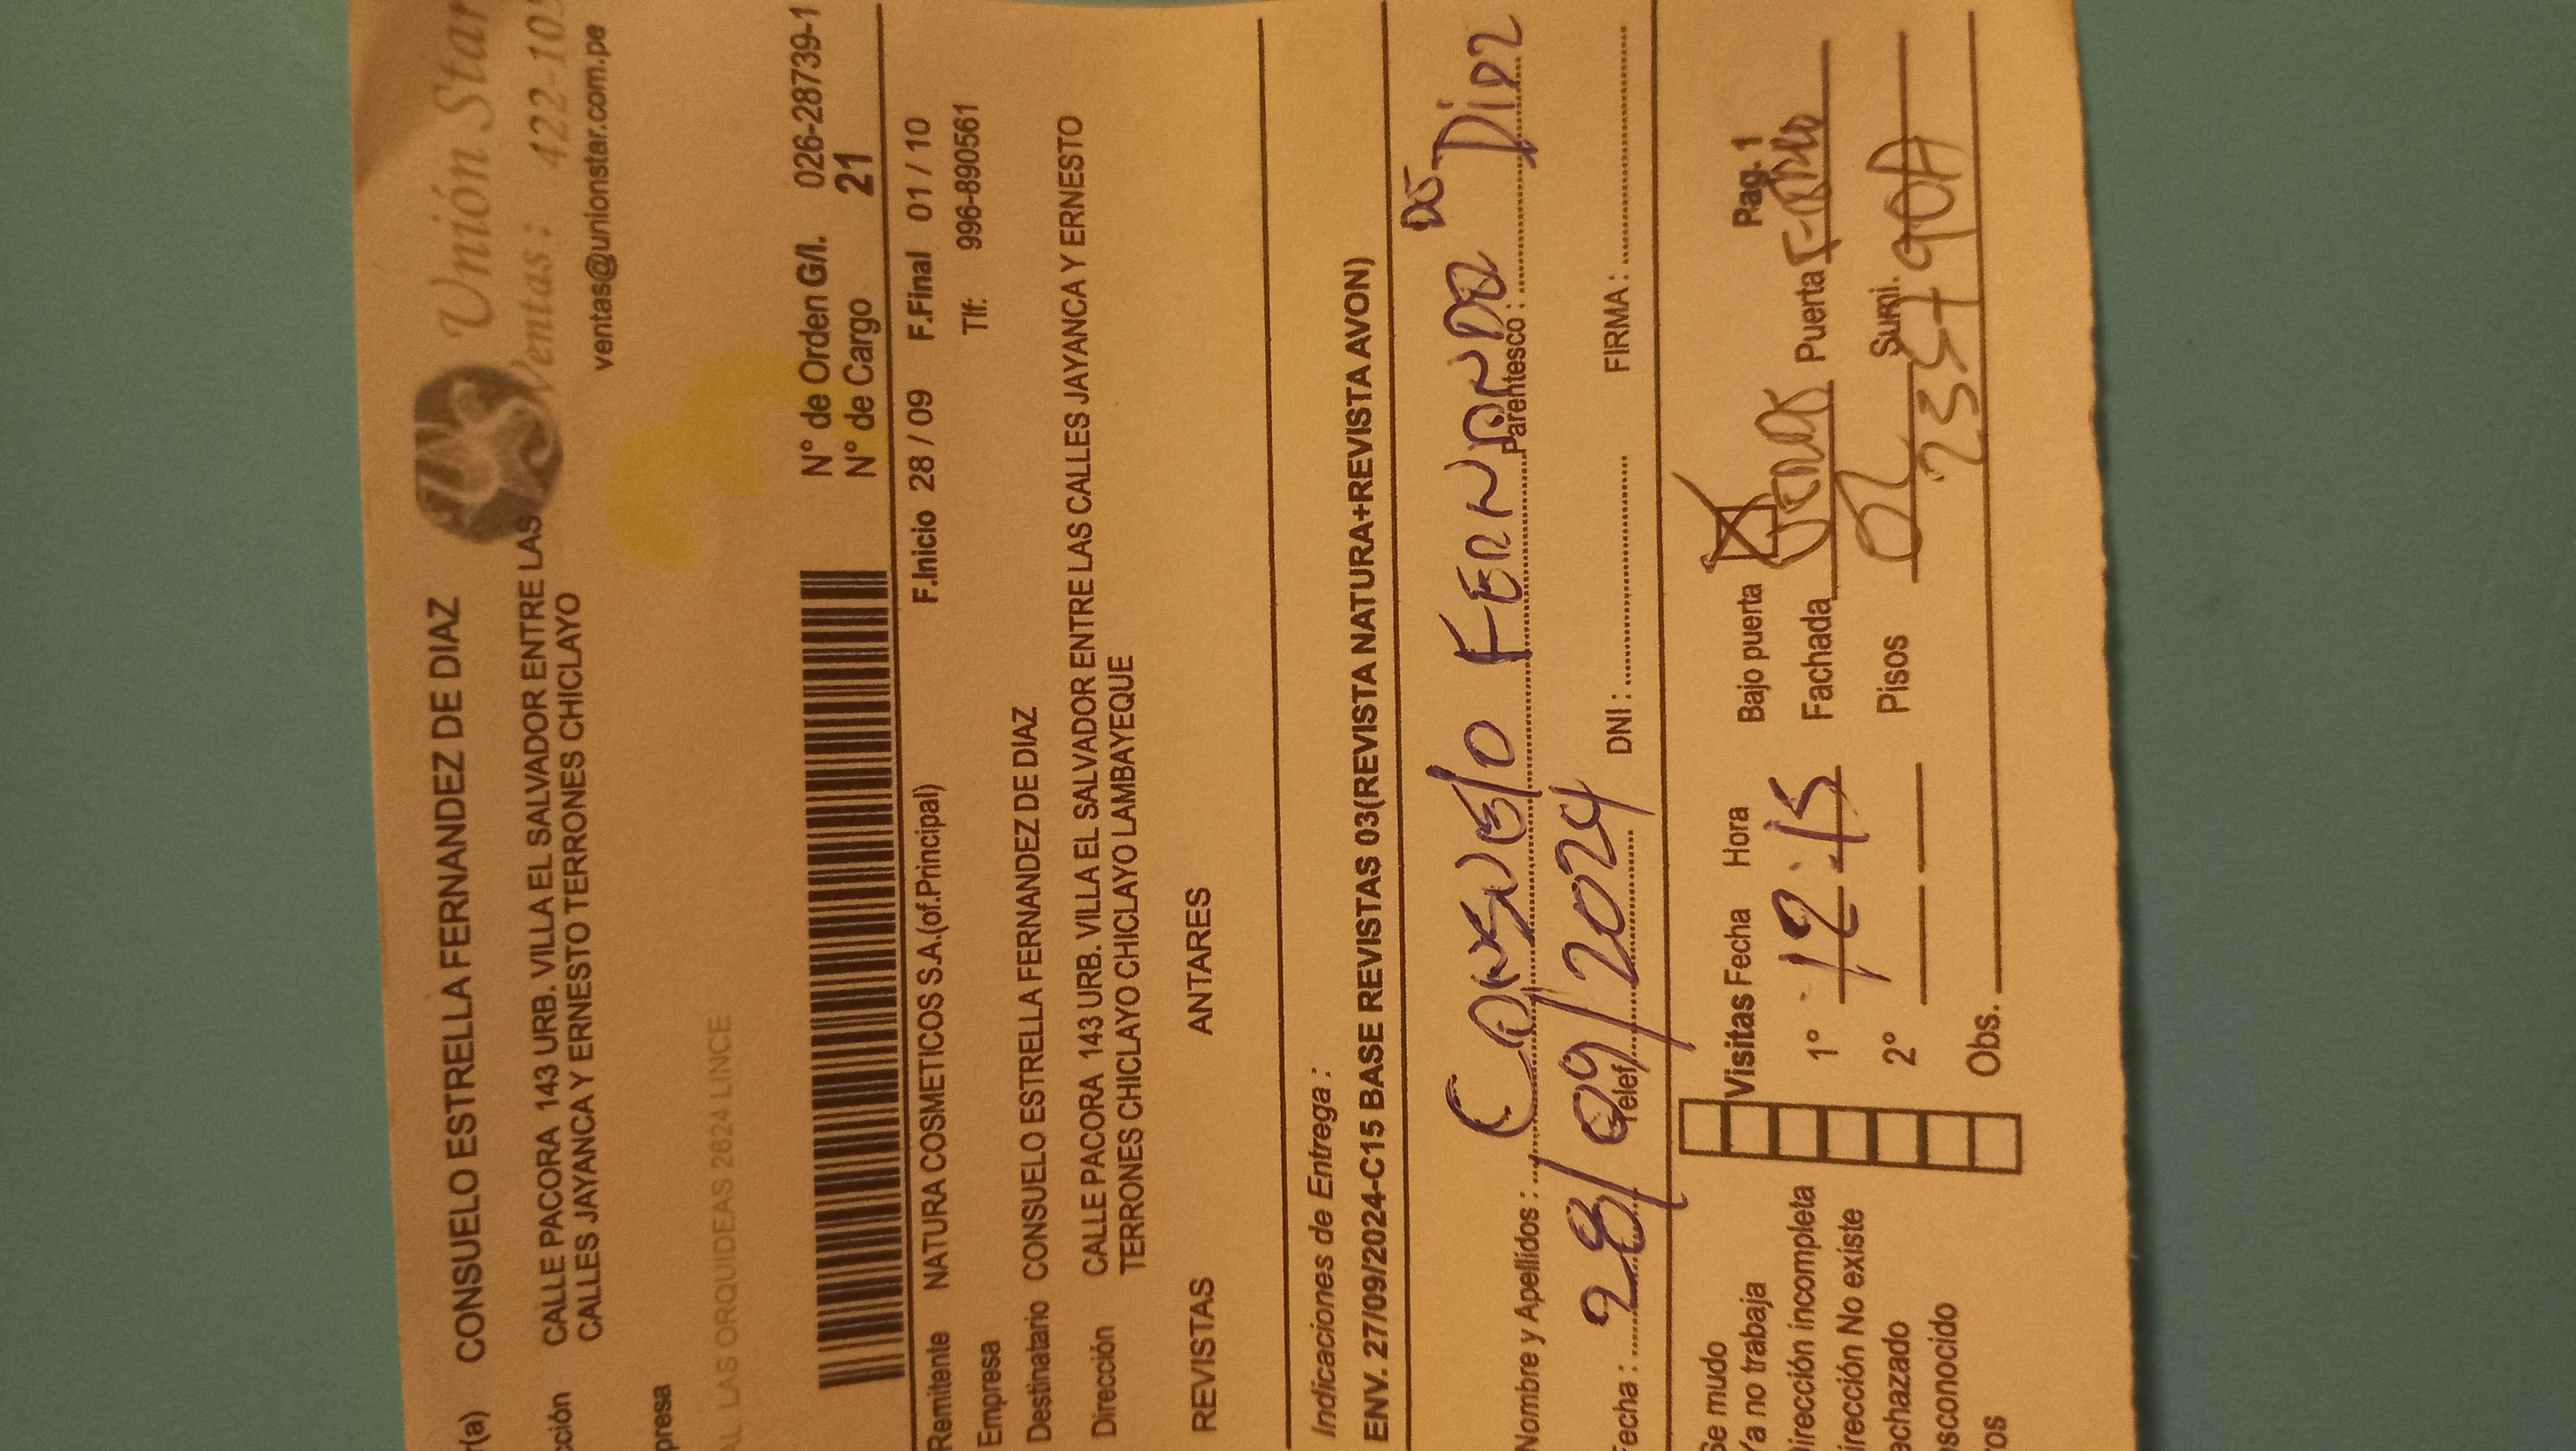 Unión Star
Ventas : 422-10
ventas@unionstar.com.pe
r(a) CONSUELO ESTRELLA FERNANDEZ DE DIAZ
cción CALLE PACORA 143 URB. VILLA EL SALVADOR ENTRE LAS
CALLES JAYANCA Y ERNESTO TERRONES CHICLAYO
presa
AL LAS ORQUIDEAS 2824 LINCE
N° de Orden G/I. 026-28739-1
N° de Cargo 21
Remitente NATURA COSMETICOS S.A.(of.Principal) F.Inicio 28 / 09 F.Final 01 / 10
Empresa Tlf: 996-890561
Destinatario CONSUELO ESTRELLA FERNANDEZ DE DIAZ
Dirección CALLE PACORA 143 URB. VILLA EL SALVADOR ENTRE LAS CALLES JAYANCA Y ERNESTO
TERRONES CHICLAYO CHICLAYO LAMBAYEQUE
REVISTAS ANTARES
Indicaciones de Entrega :
ENV. 27/09/2024-C15 BASE REVISTAS 03(REVISTA NATURA+REVISTA AVON)
Nombre y Apellidos : Consuelo Fernandez De Diaz Parentesco :
Fecha : 28/09/2024 Telef DNI : FIRMA :
Se mudo Visitas Fecha Hora Bajo puerta Pag. 1
Ya no trabaja 1° 12:15 Fachada Puerta
Dirección incompleta 2° Pisos 02 Sumi.
irección No existe Obs.
echazado
esconocido
ros